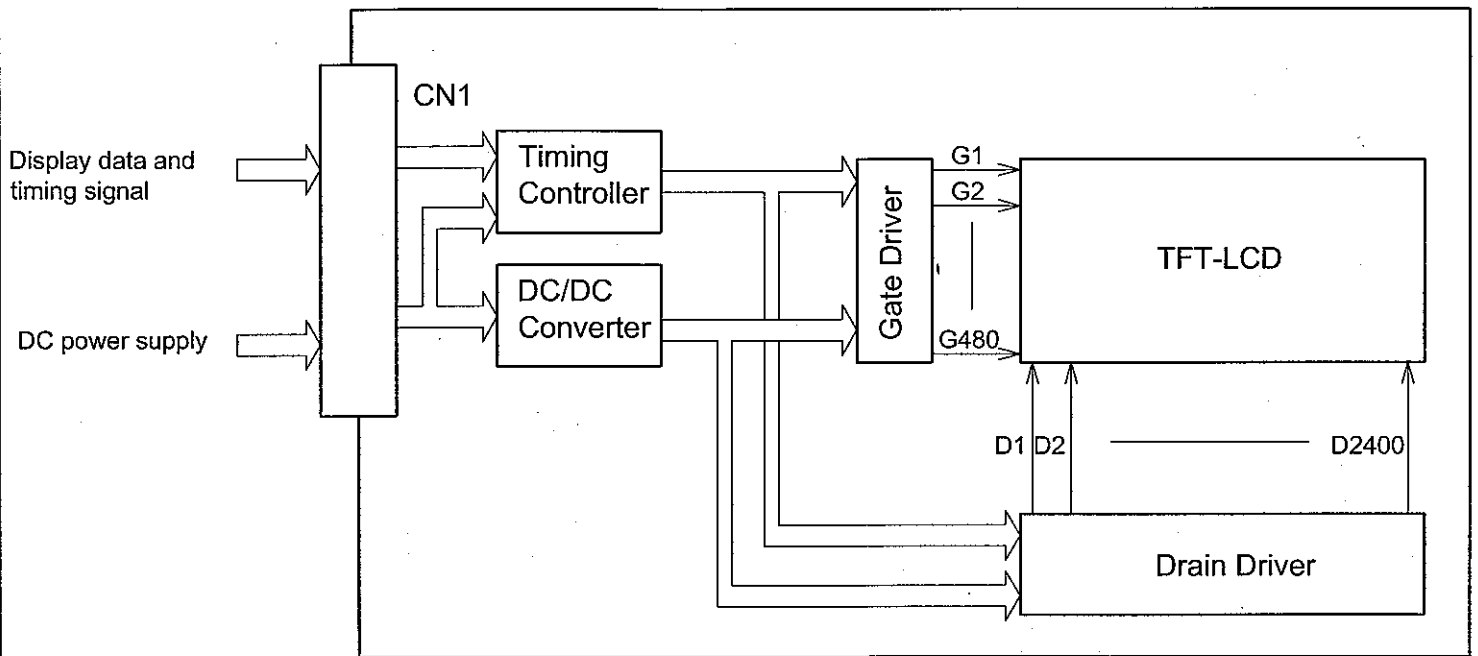 CN1
Display data and
timing signal
Timing
Controller
DC power supply
DC/DC
Converter
Gate Driver
G1
G2
G480
TFT-LCD
D1
D2
D2400
Drain Driver